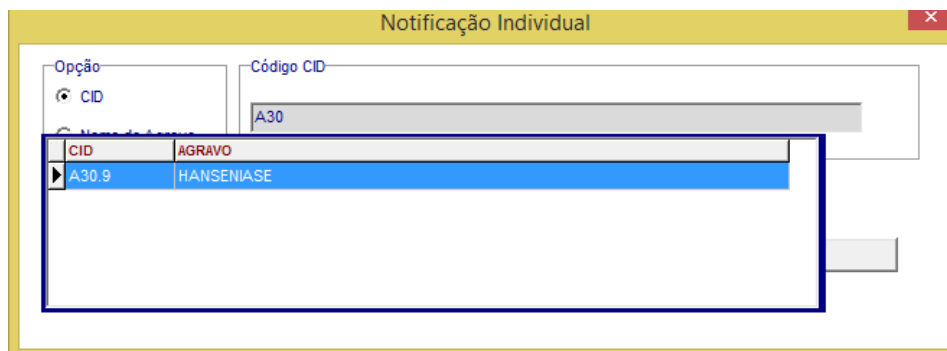 Notificação Individual
Opção
Código CID
CID
A30
CID AGRAVO
A30.9 HANSENIASE